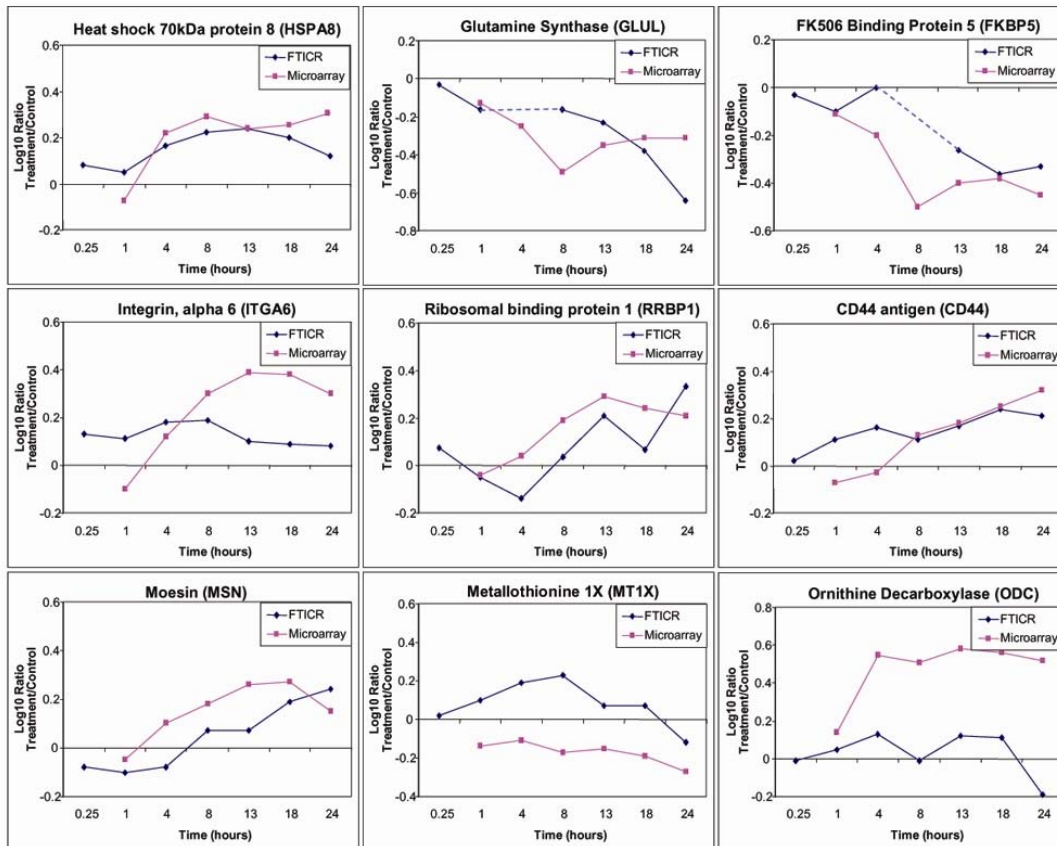 Heat shock 70kDa protein 8 (HSPA8)
Log10 Ratio
Treatment/Control
0.6
0.4
0.2
0
-0.2
FTICR
Microarray
0.25 1 4 8 13 18 24
Time (hours)
Glutamine Synthase (GLUL)
Log10 Ratio
Treatment/Control
0.2
0
-0.2
-0.4
-0.6
-0.8
FTICR
Microarray
0.25 1 4 8 13 18 24
Time (hours)
FK506 Binding Protein 5 (FKBP5)
Log10 Ratio
Treatment/Control
0.2
0
-0.2
-0.4
-0.6
FTICR
Microarray
0.25 1 4 8 13 18 24
Time (hours)
Integrin, alpha 6 (ITGA6)
Log10 Ratio
Treatment/Control
0.6
0.4
0.2
0
-0.2
FTICR
Microarray
0.25 1 4 8 13 18 24
Time (hours)
Ribosomal binding protein 1 (RRBP1)
Log10 Ratio
Treatment/Control
0.6
0.4
0.2
0
-0.2
FTICR
Microarray
0.25 1 4 8 13 18 24
Time (hours)
CD44 antigen (CD44)
Log10 Ratio
Treatment/Control
0.6
0.4
0.2
0
-0.2
FTICR
Microarray
0.25 1 4 8 13 18 24
Time (hours)
Moesin (MSN)
Log10 Ratio
Treatment/Control
0.6
0.4
0.2
0
-0.2
FTICR
Microarray
0.25 1 4 8 13 18 24
Time (hours)
Metallothionine 1X (MT1X)
Log10 Ratio
Treatment/Control
0.6
0.4
0.2
0
-0.2
-0.4
FTICR
Microarray
0.25 1 4 8 13 18 24
Time (hours)
Ornithine Decarboxylase (ODC)
Log10 Ratio
Treatment/Control
0.8
0.6
0.4
0.2
0
-0.2
FTICR
Microarray
0.25 1 4 8 13 18 24
Time (hours)